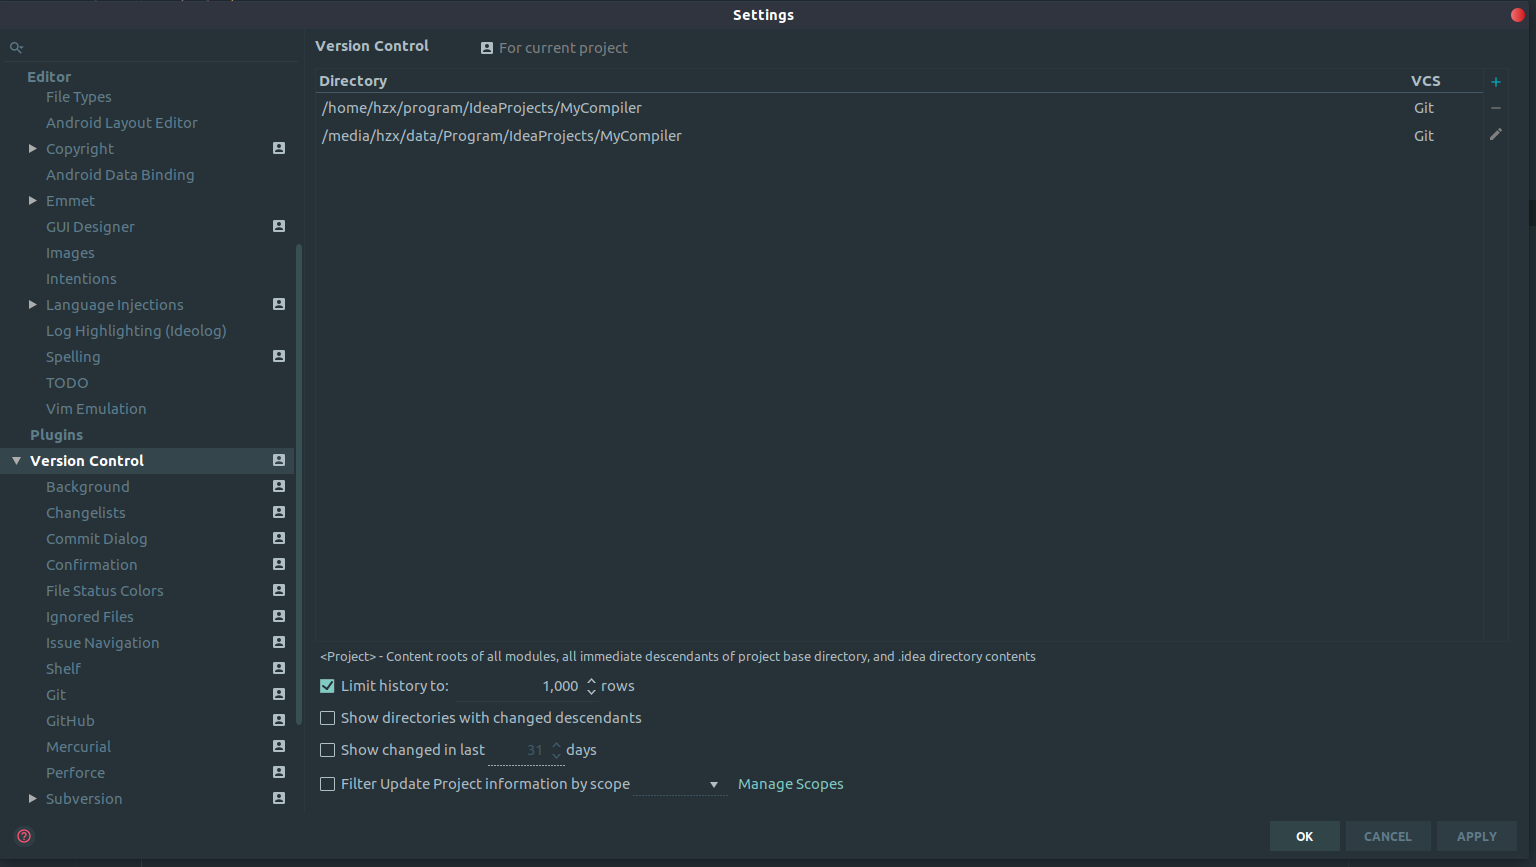 Settings
Version Control For current project
Editor
File Types
Android Layout Editor
Copyright
Android Data Binding
Emmet
GUI Designer
Images
Intentions
Language Injections
Log Highlighting (Ideolog)
Spelling
TODO
Vim Emulation
Plugins
Version Control
Background
Changelists
Commit Dialog
Confirmation
File Status Colors
Ignored Files
Issue Navigation
Shelf
Git
GitHub
Mercurial
Perforce
Subversion
Directory VCS
/home/hzx/program/IdeaProjects/MyCompiler Git
/media/hzx/data/Program/IdeaProjects/MyCompiler Git
<Project> - Content roots of all modules, all immediate descendants of project base directory, and .idea directory contents
Limit history to: 1,000 rows
Show directories with changed descendants
Show changed in last 31 days
Filter Update Project information by scope Manage Scopes
OK CANCEL APPLY